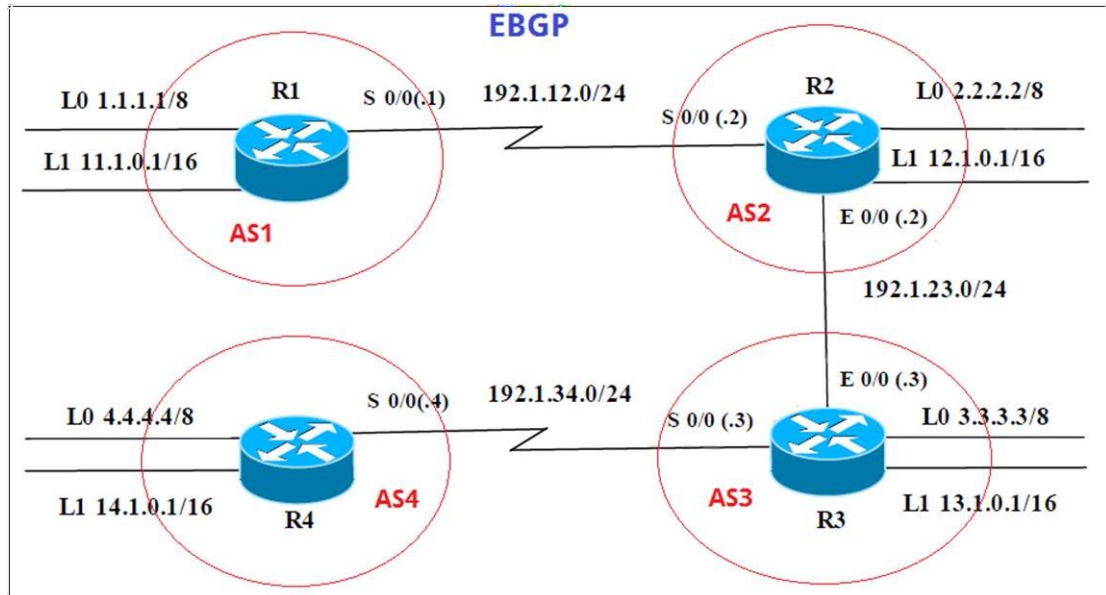 EBGP
L0 1.1.1.1/8
R1
S 0/0(.1)
192.1.12.0/24
S 0/0 (.2)
R2
L0 2.2.2.2/8
L1 11.1.0.1/16
L1 12.1.0.1/16
AS1
AS2
E 0/0 (.2)
192.1.23.0/24
L0 4.4.4.4/8
S 0/0(.4)
192.1.34.0/24
S 0/0 (.3)
E 0/0 (.3)
L0 3.3.3.3/8
L1 14.1.0.1/16
R4
AS4
AS3
R3
L1 13.1.0.1/16